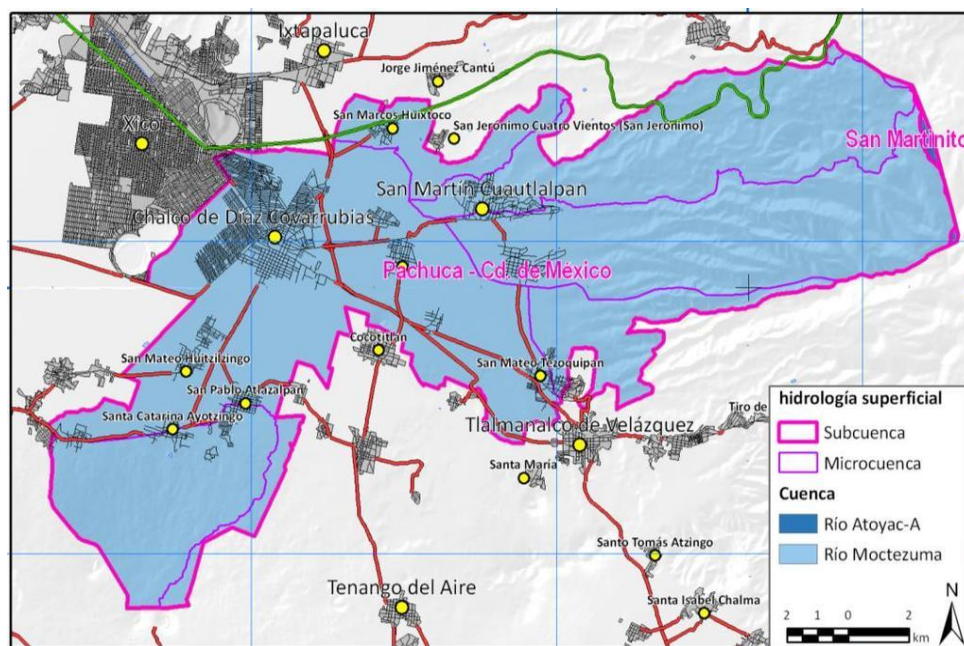 Ixtapaluca
Jorge Jiménez Cantú
San Marcos Huixtoco
San Jerónimo Cuatro Vientos (San Jerónimo)
Xico
San Martinito
San Martín Cuautlalpan
Chalco de Díaz Covarrubias
Pachuca - Cd. de México
Cocotitlán
San Mateo Huitzilzingo
San Mateo Tezoquipan
San Pablo Atlazalpan
Santa Catarina Ayotzingo
Tlalmanalco de Velázquez
Tiro de
Santa María
Santo Tomás Atzingo
Tenango del Aire
Santa Isabel Chalma
hidrología superficial
Subcuenca
Microcuenca
Cuenca
Río Atoyac-A
Río Moctezuma
N
2 1 0 2
km